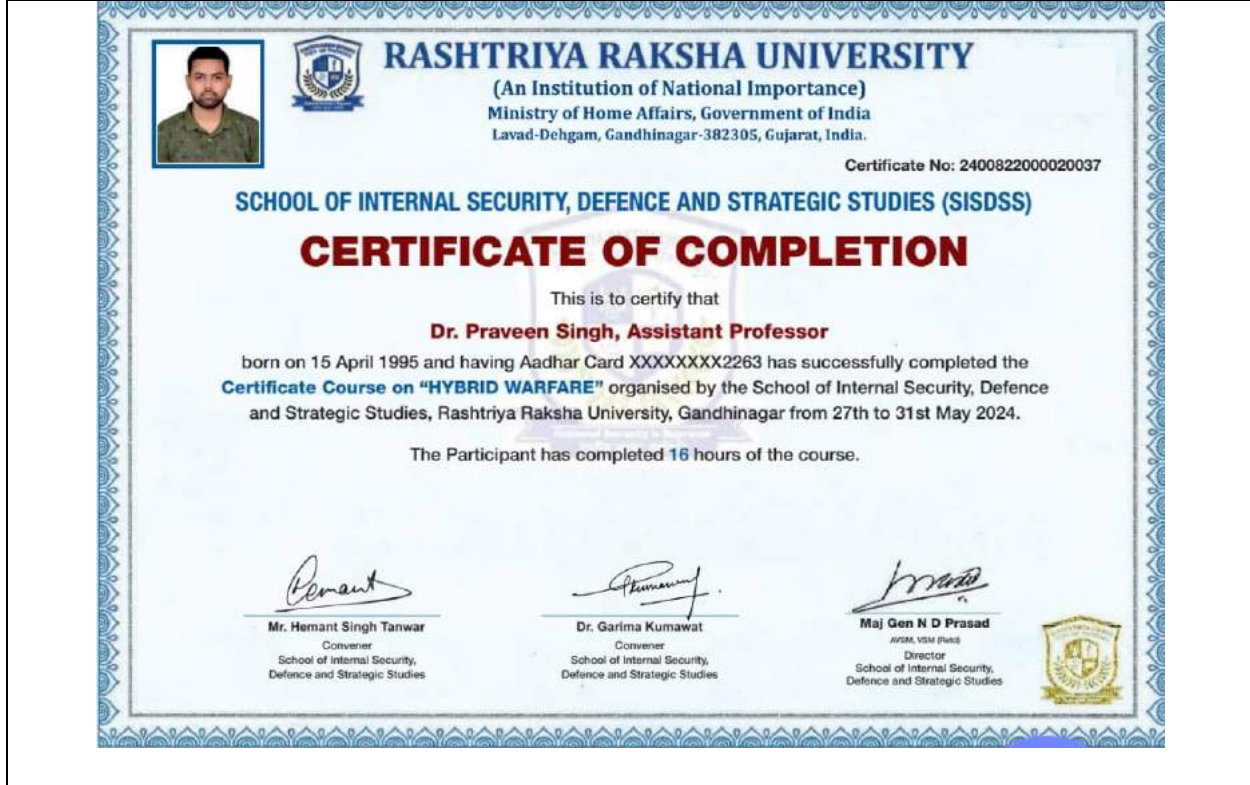 RASHTRIYA RAKSHA UNIVERSITY
(An Institution of National Importance)
Ministry of Home Affairs, Government of India
Lavad-Dehgam, Gandhinagar-382305, Gujarat, India.
Certificate No: 2400822000020037
SCHOOL OF INTERNAL SECURITY, DEFENCE AND STRATEGIC STUDIES (SISDSS)
CERTIFICATE OF COMPLETION
This is to certify that
Dr. Praveen Singh, Assistant Professor
born on 15 April 1995 and having Aadhar Card XXXXXXXX2263 has successfully completed the
Certificate Course on “HYBRID WARFARE” organised by the School of Internal Security, Defence
and Strategic Studies, Rashtriya Raksha University, Gandhinagar from 27th to 31st May 2024.
The Participant has completed 16 hours of the course.
Hemant
Mr. Hemant Singh Tanwar
Convener
School of Internal Security,
Defence and Strategic Studies
Dr. Garima Kumawat
Convener
School of Internal Security,
Defence and Strategic Studies
Maj Gen N D Prasad
AVSM, VSM (Retd)
Director
School of Internal Security,
Defence and Strategic Studies